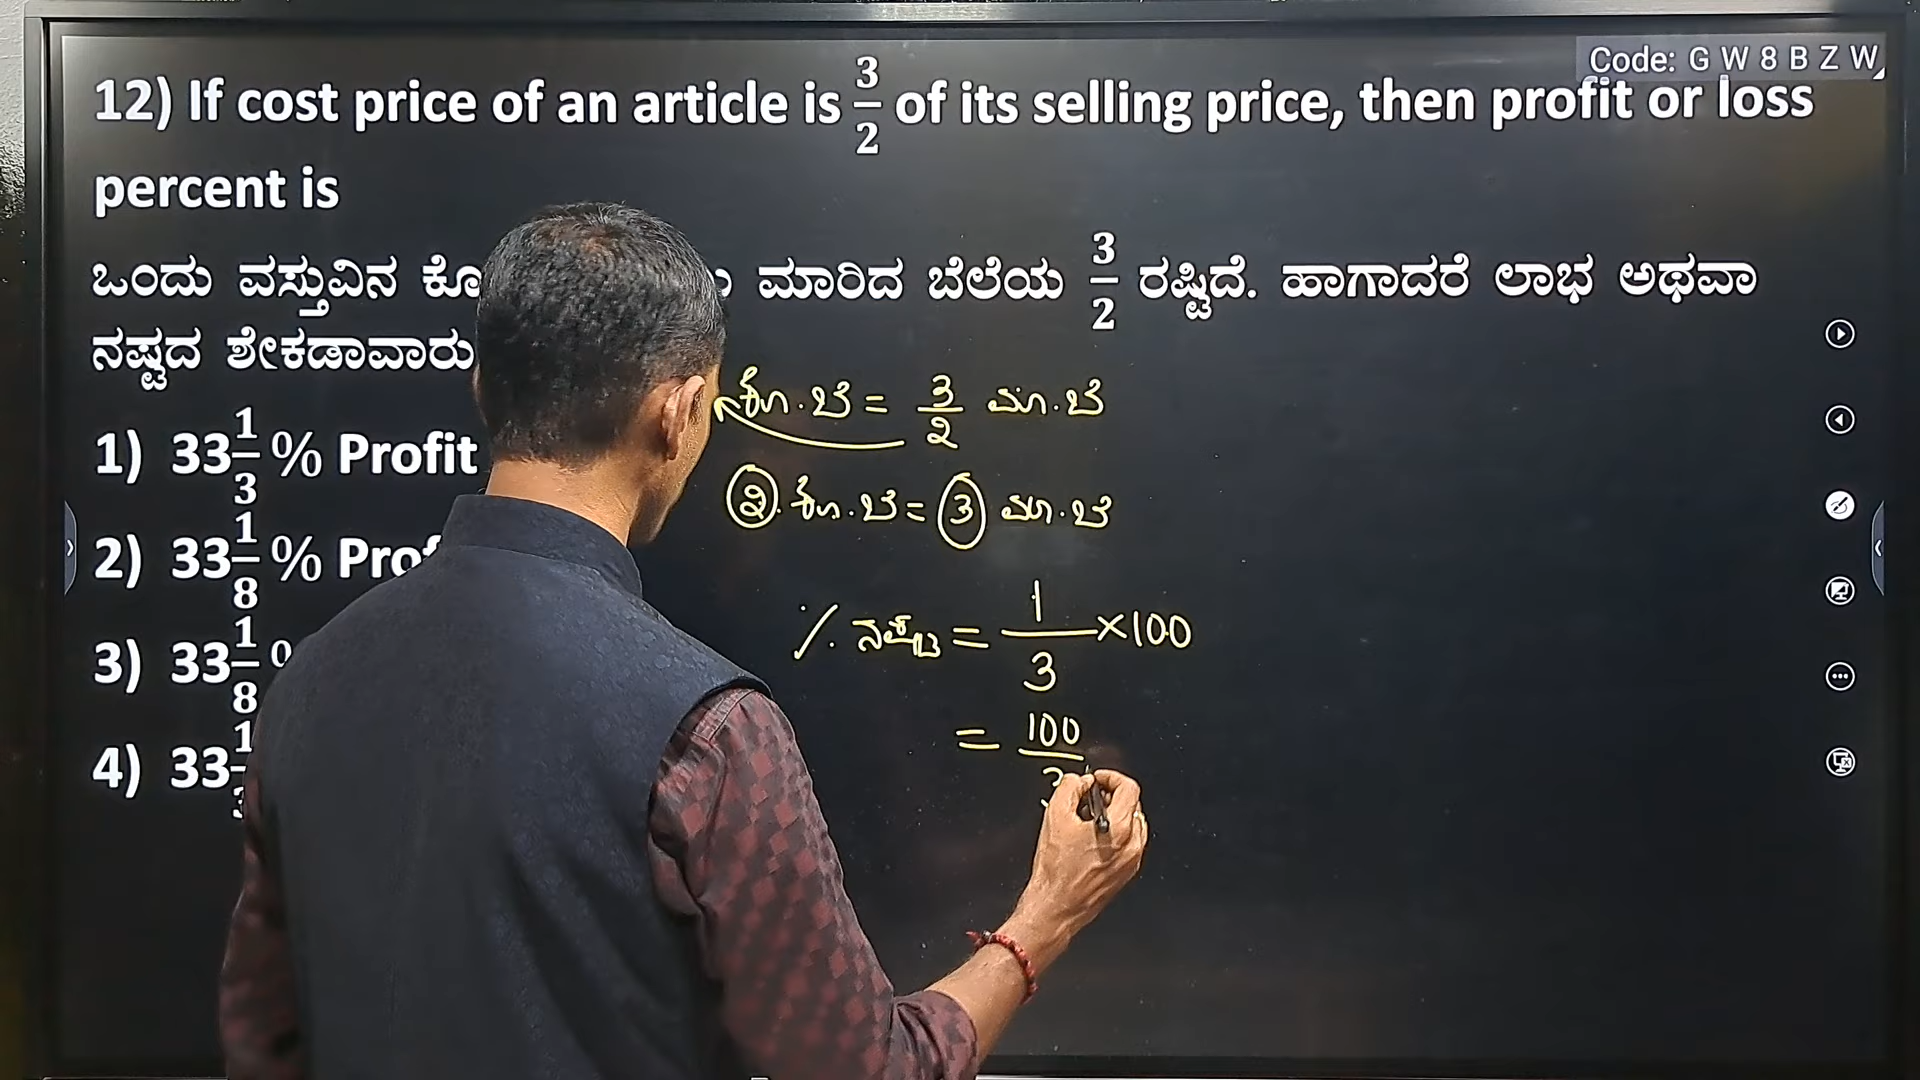 Code: G W 8 B Z W
12) If cost price of an article is 3/2 of its selling price, then profit or loss
percent is
ಒಂದು ವಸ್ತುವಿನ ಮಾರಿದ ಬೆಲೆಯ 3/2 ರಷ್ಟಿದೆ. ಹಾಗಾದರೆ ಲಾಭ ಅಥವಾ
ನಷ್ಟದ ಶೇಕಡಾವಾರು
1) 33 1/3 % Profit
2) 33 1/8 %
3) 33 1/8
4) 33
ಕೊ.ಬೆ = 3/2 ಮಾ.ಬೆ
2 ಕೊ.ಬೆ = 3 ಮಾ.ಬೆ
%. ನಷ್ಟ = 1/3 × 100
= 100/3